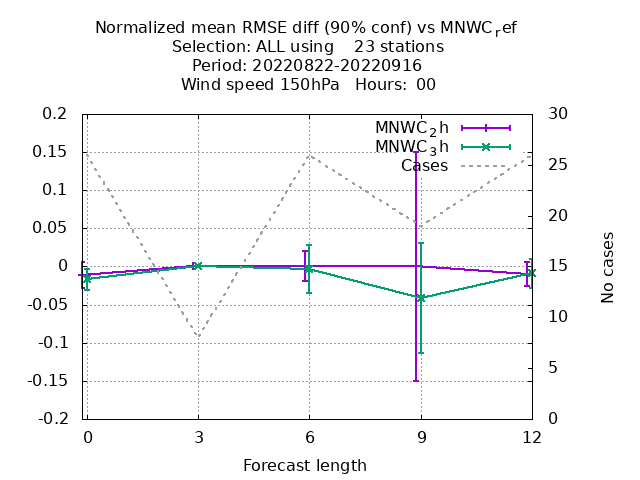 Normalized mean RMSE diff (90% conf) vs MNWC_ref
Selection: ALL using    23 stations
Period: 20220822-20220916
Wind speed 150hPa   Hours:  00
MNWC_2h
MNWC_3h
Cases
0.2
0.15
0.1
0.05
0
-0.05
-0.1
-0.15
-0.2
30
25
20
15
10
5
0
No cases
0 3 6 9 12
Forecast length